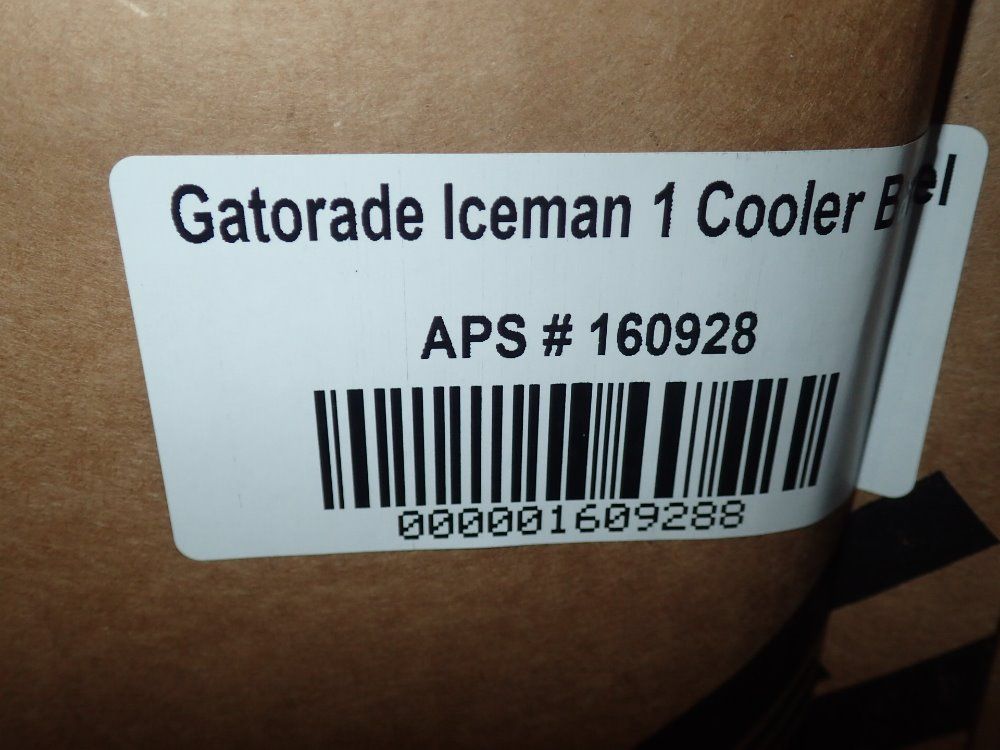 Gatorade Iceman 1 Cooler
APS # 160928
000001609288